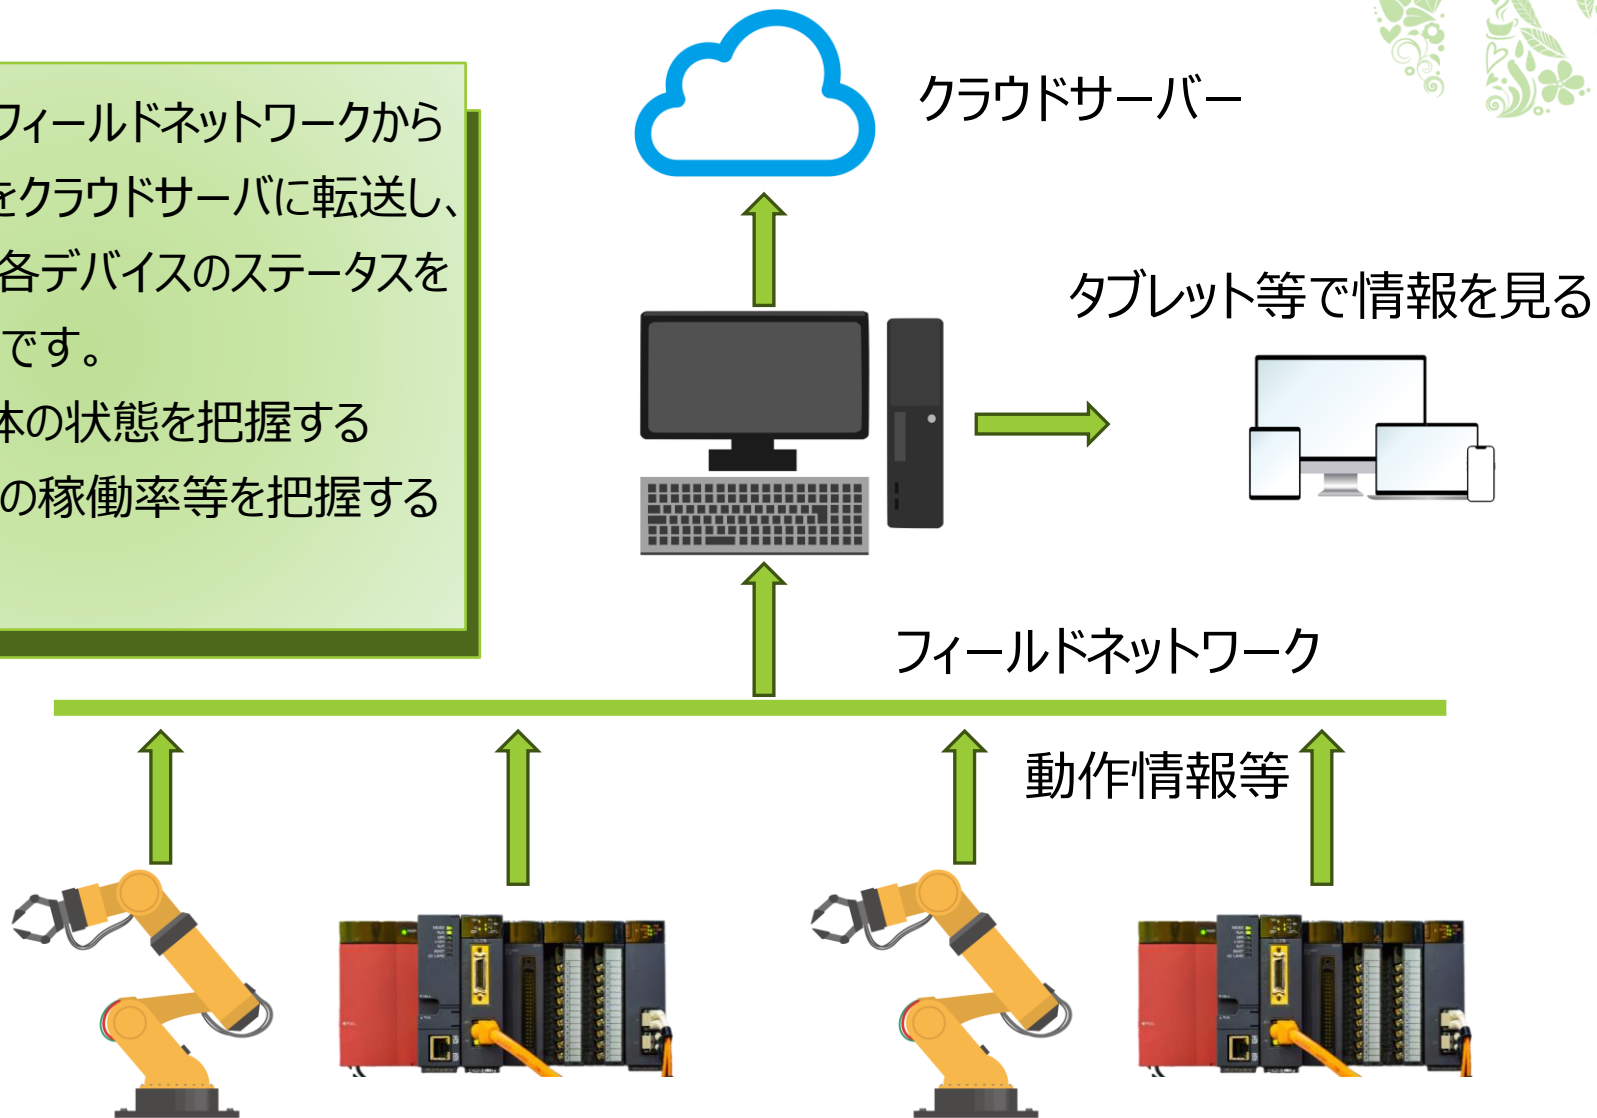 フィールドネットワークから
をクラウドサーバに転送し、
各デバイスのステータスを
です。
体の状態を把握する
の稼働率等を把握する
クラウドサーバー
タブレット等で情報を見る
フィールドネットワーク
動作情報等